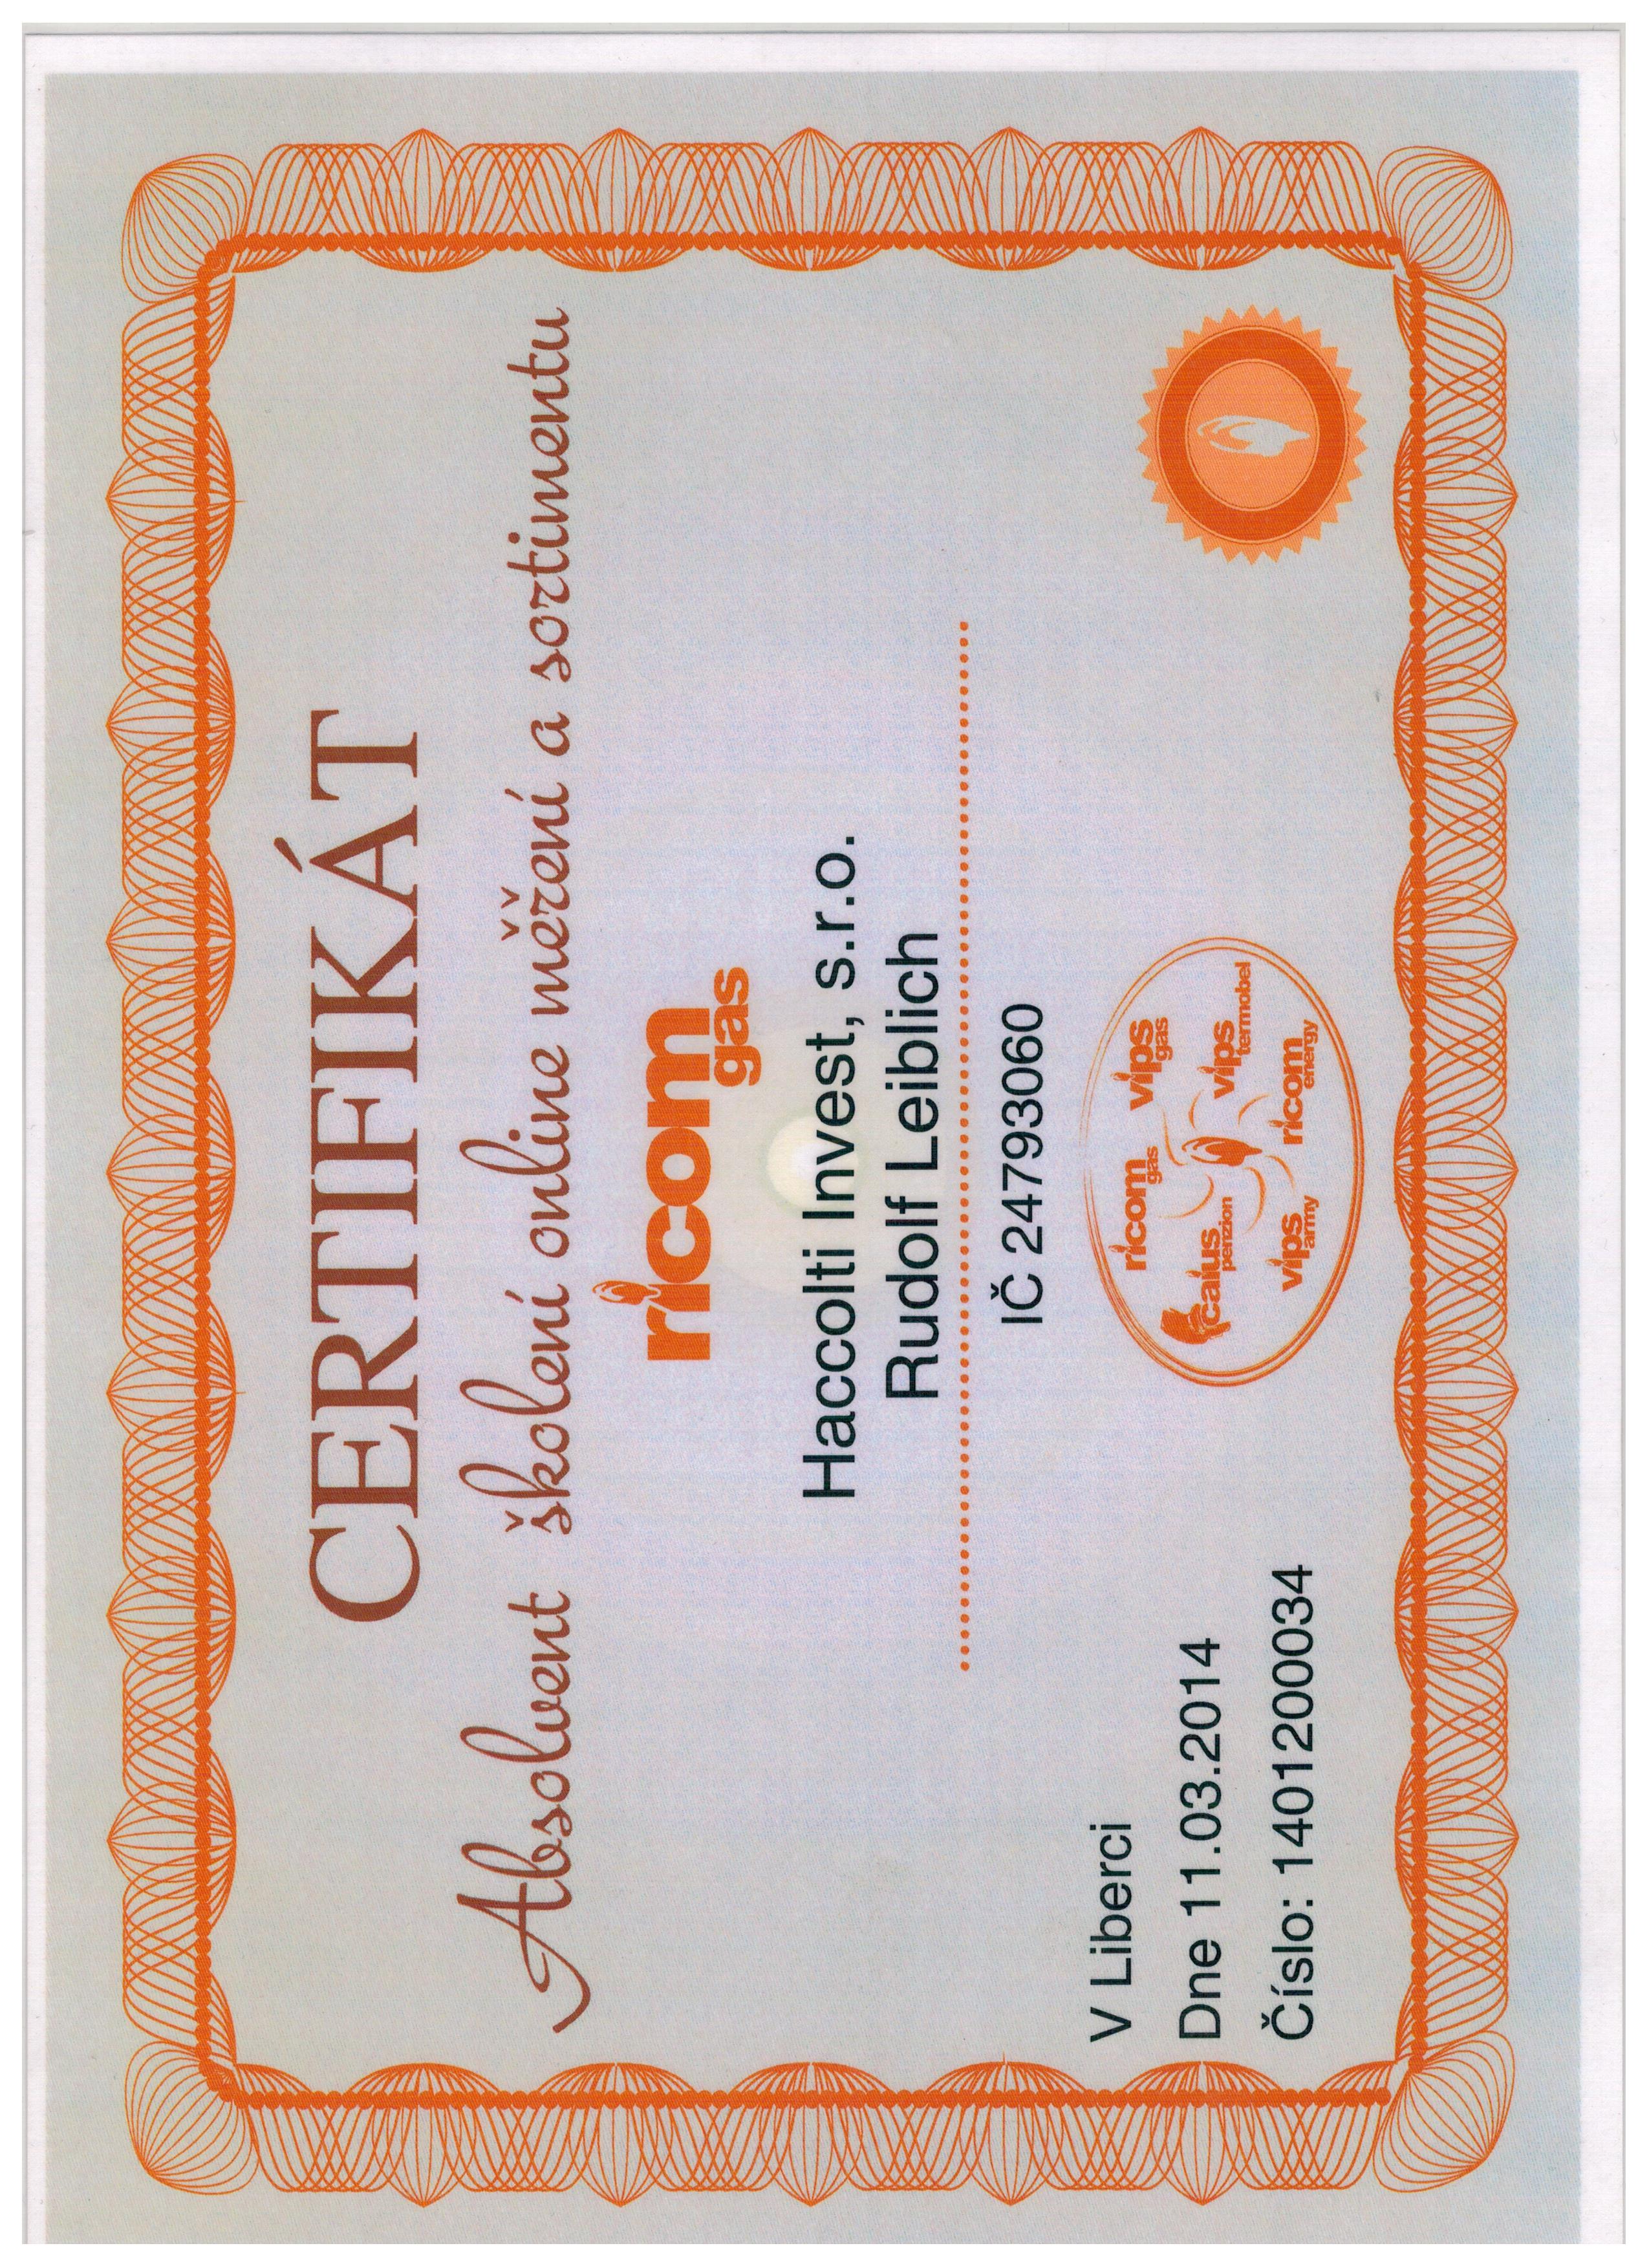 CERTIFIKÁT
Absolvent školení online měření a sortimentu
ricom
gas
Haccolti Invest, s.r.o.
Rudolf Leiblich
IČ 24793060
ricom
gas
vips
gas
caius
penzion
vips
termobel
vips
army
ricom
energy
V Liberci
Dne 11.03.2014
Číslo: 1401200034